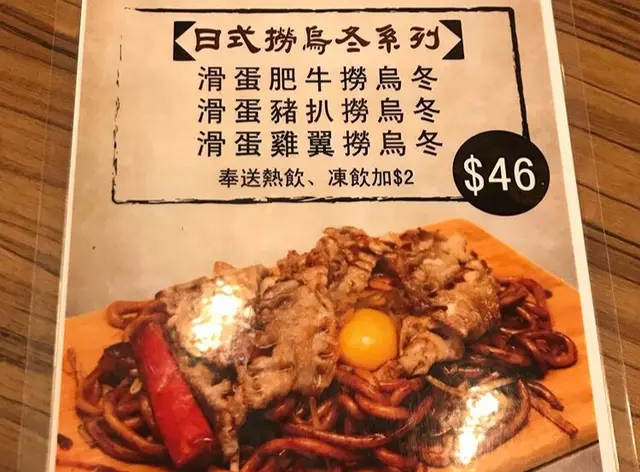 日式撈烏冬系列
滑蛋肥牛撈烏冬
滑蛋豬扒撈烏冬
滑蛋雞翼撈烏冬
奉送熱飲、凍飲加$2
$46